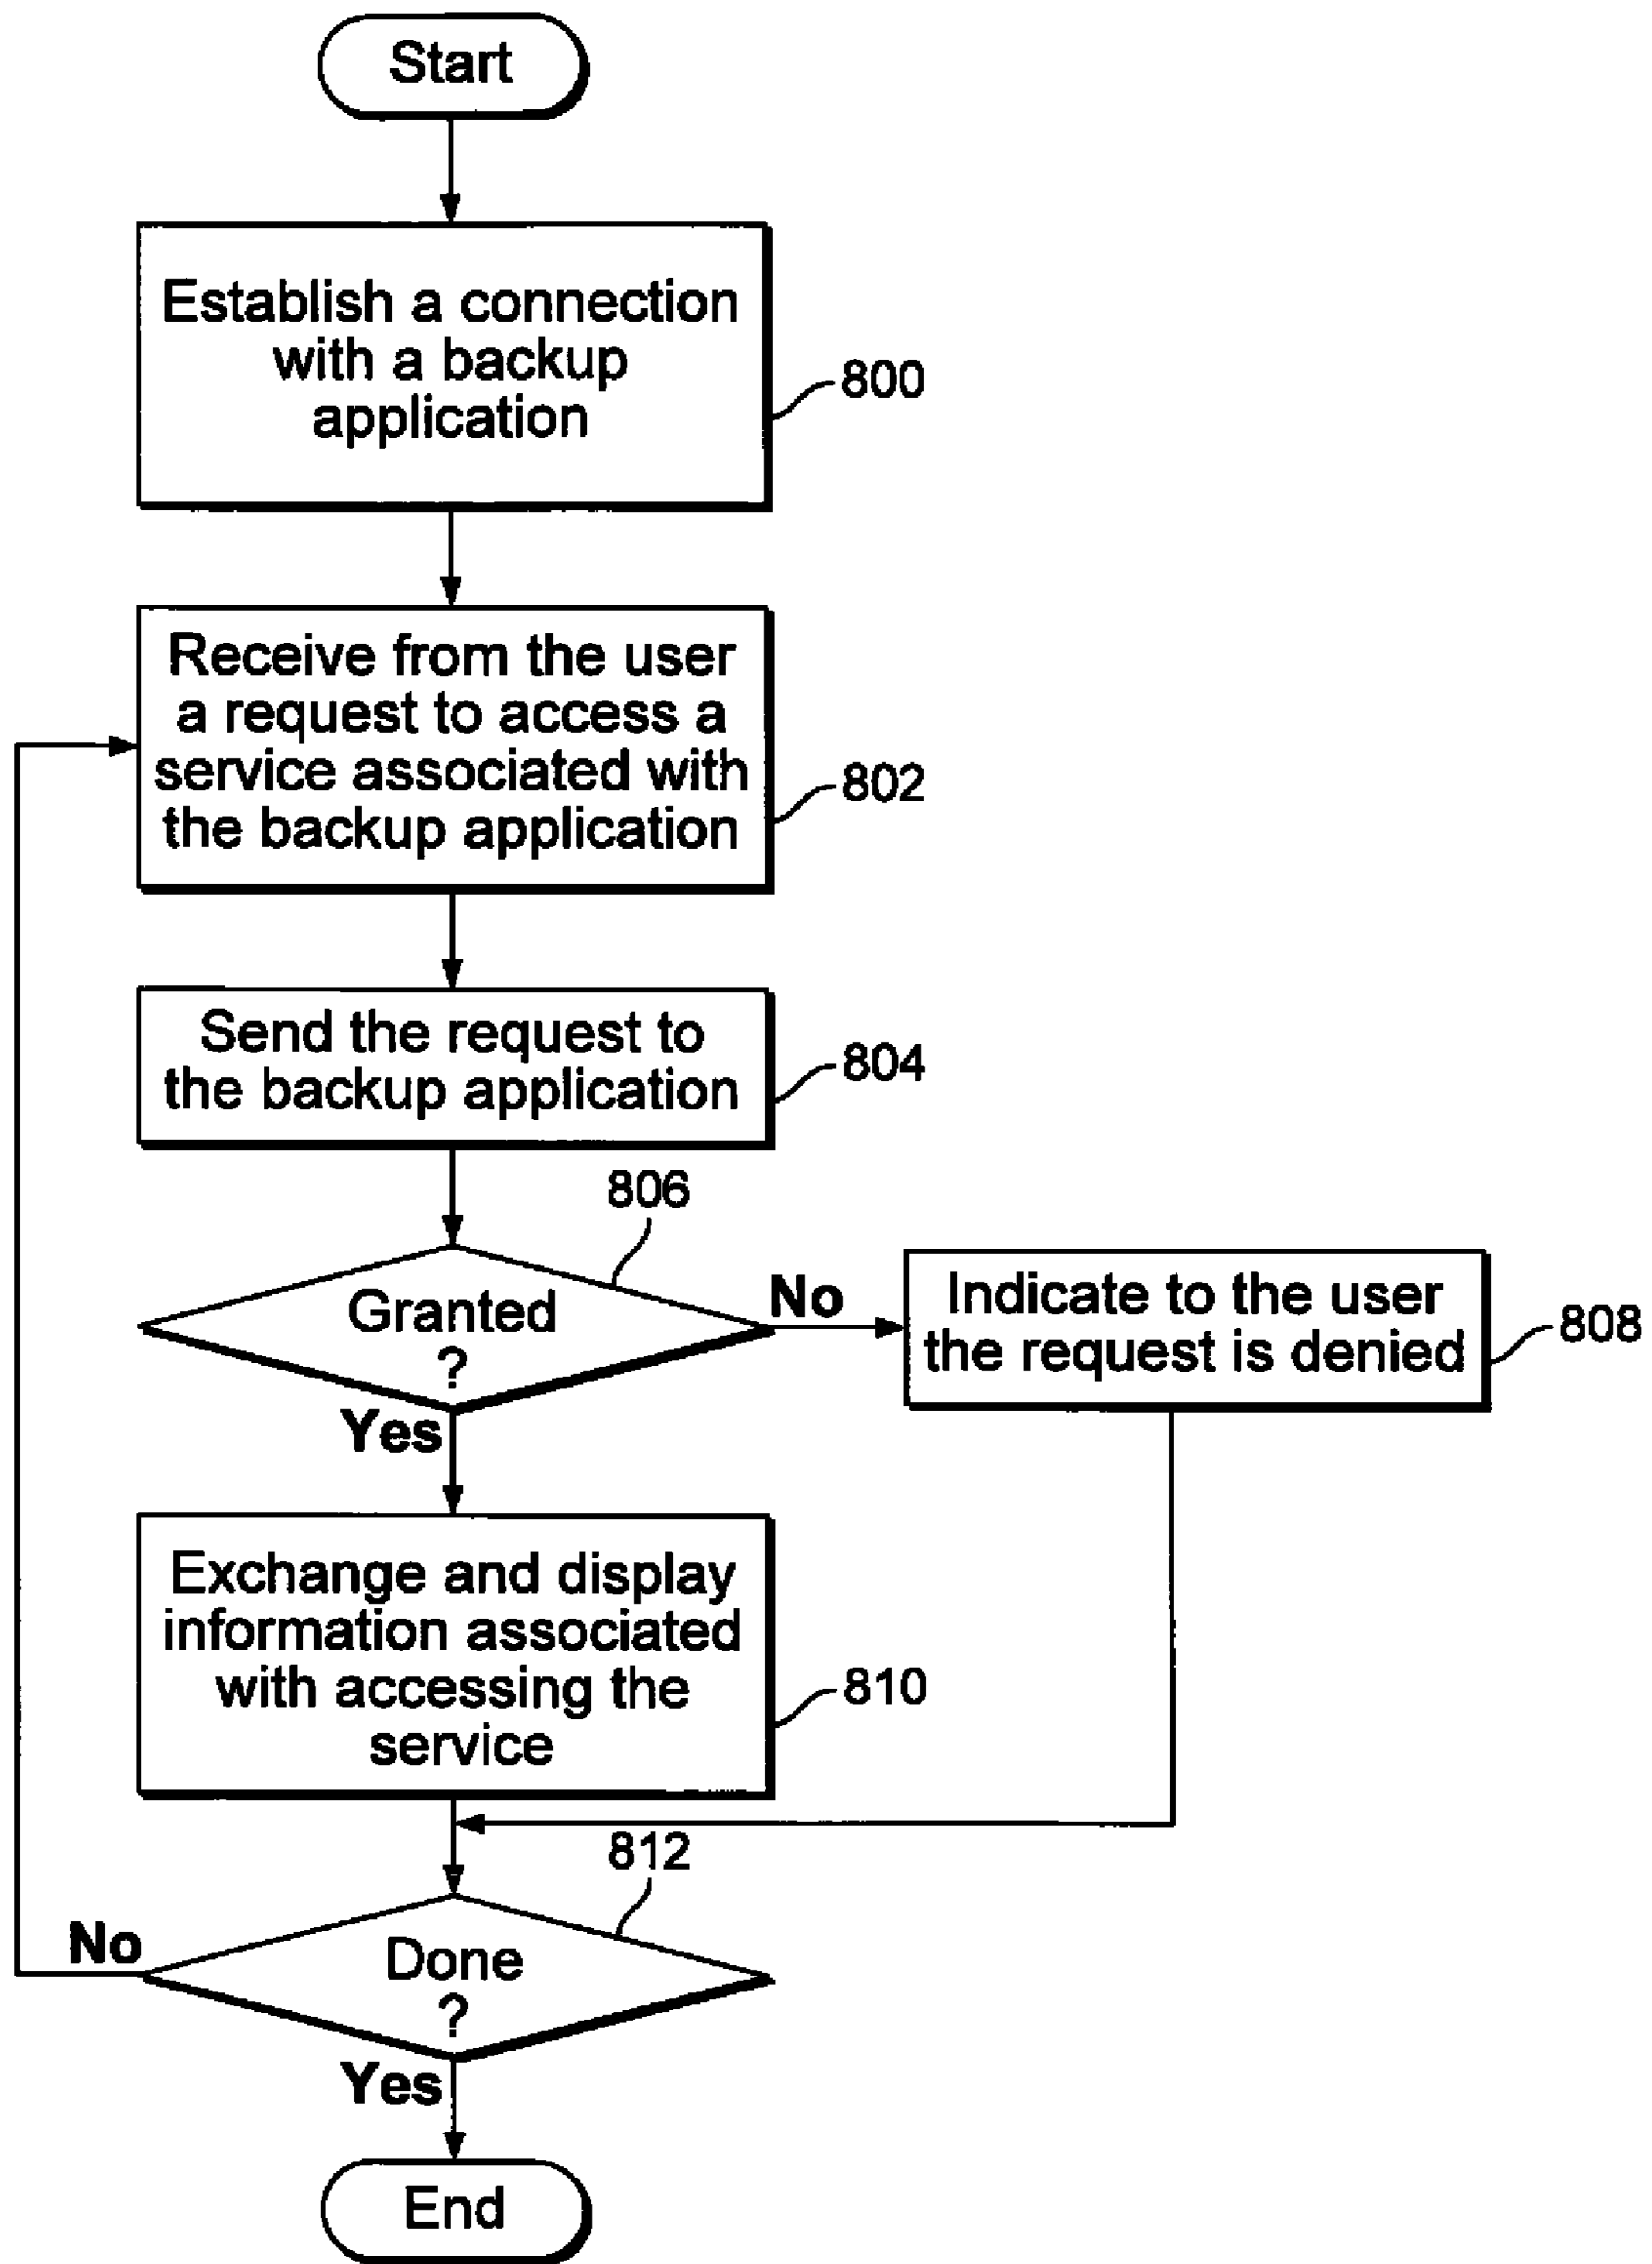 Start
Establish a connection
with a backup
application
800
Receive from the user
a request to access a
service associated with
the backup application
802
Send the request to
the backup application
804
806
Granted
?
No
Indicate to the user
the request is denied
808
Yes
Exchange and display
information associated
with accessing the
service
810
812
Done
?
No
Yes
End